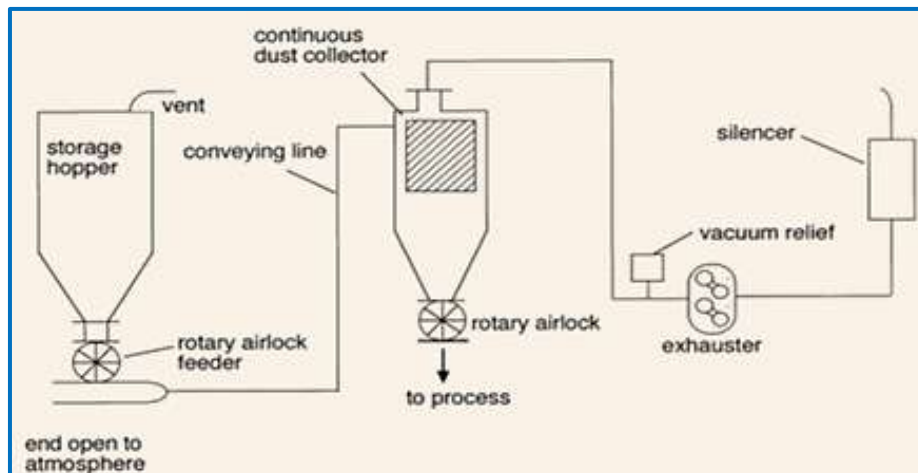 continuous
dust collector
vent
storage
hopper
conveying line
silencer
vacuum relief
rotary airlock
feeder
rotary airlock
exhauster
to process
end open to
atmosphere